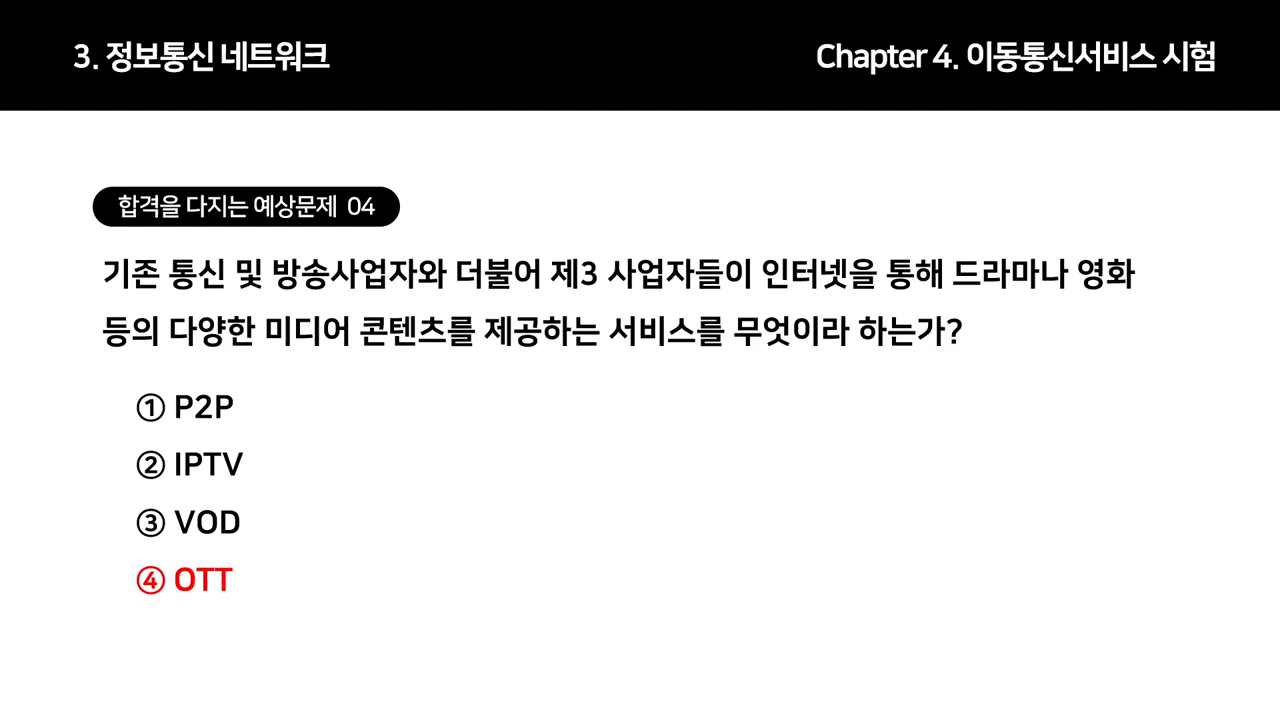 3. 정보통신 네트워크
Chapter 4. 이동통신서비스 시험
합격을 다지는 예상문제 04
기존 통신 및 방송사업자와 더불어 제3 사업자들이 인터넷을 통해 드라마나 영화
등의 다양한 미디어 콘텐츠를 제공하는 서비스를 무엇이라 하는가?
① P2P
② IPTV
③ VOD
④ OTT